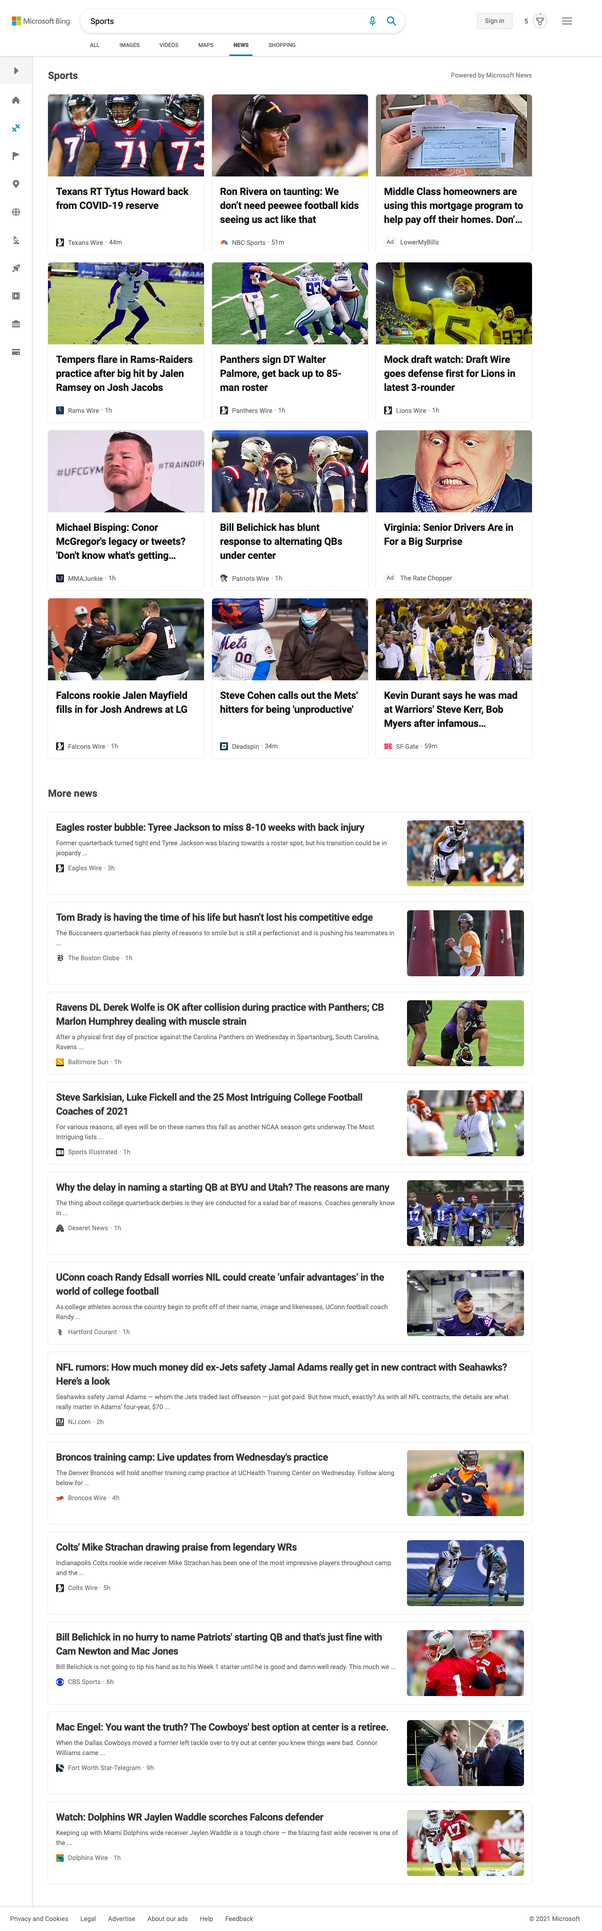 Microsoft Bing
Sports
Sign in
5
ALL
IMAGES
VIDEOS
MAPS
NEWS
SHOPPING
Sports
Powered by Microsoft News
Texans RT Tytus Howard back
from COVID-19 reserve
Texans Wire · 44m
Ron Rivera on taunting: We
don't need peewee football kids
seeing us act like that
NBC Sports · 51m
Middle Class homeowners are
using this mortgage program to
help pay off their homes. Don'...
Ad LowerMyBills
Tempers flare in Rams-Raiders
practice after big hit by Jalen
Ramsey on Josh Jacobs
Rams Wire · 1h
Panthers sign DT Walter
Palmore, get back up to 85-
man roster
Panthers Wire · 1h
Mock draft watch: Draft Wire
goes defense first for Lions in
latest 3-rounder
Lions Wire · 1h
#UFCGYM
#TRAINDIF
Michael Bisping: Conor
McGregor's legacy or tweets?
'Don't know what's getting...
MMAJunkie · 1h
Bill Belichick has blunt
response to alternating QBs
under center
Patriots Wire · 1h
Virginia: Senior Drivers Are in
For a Big Surprise
Ad The Rate Chopper
Mets
00
Falcons rookie Jalen Mayfield
fills in for Josh Andrews at LG
Falcons Wire · 1h
Steve Cohen calls out the Mets'
hitters for being 'unproductive'
Deadspin · 34m
Kevin Durant says he was mad
at Warriors' Steve Kerr, Bob
Myers after infamous...
SF Gate · 59m
More news
Eagles roster bubble: Tyree Jackson to miss 8-10 weeks with back injury
Former quarterback turned tight end Tyree Jackson was blazing towards a roster spot, but his transition could be in
jeopardy ...
Eagles Wire · 3h
Tom Brady is having the time of his life but hasn't lost his competitive edge
The Buccaneers quarterback has plenty of reasons to smile but is still a perfectionist and is pushing his teammates in
...
The Boston Globe · 1h
Ravens DL Derek Wolfe is OK after collision during practice with Panthers; CB
Marlon Humphrey dealing with muscle strain
After a physical first day of practice against the Carolina Panthers on Wednesday in Spartanburg, South Carolina,
Ravens ...
Baltimore Sun · 1h
Steve Sarkisian, Luke Fickell and the 25 Most Intriguing College Football
Coaches of 2021
For various reasons, all eyes will be on these names this fall as another NCAA season gets underway.The Most
Intriguing lists ...
Sports Illustrated · 1h
Why the delay in naming a starting QB at BYU and Utah? The reasons are many
The thing about college quarterback derbies is they are conducted for a salad bar of reasons. Coaches generally know
in ...
Deseret News · 1h
UConn coach Randy Edsall worries NIL could create 'unfair advantages' in the
world of college football
As college athletes across the country begin to profit off of their name, image and likenesses, UConn football coach
Randy ...
Hartford Courant · 1h
NFL rumors: How much money did ex-Jets safety Jamal Adams really get in new contract with Seahawks?
Here's a look
Seahawks safety Jamal Adams — whom the Jets traded last offseason — just got paid. But how much, exactly? As with all NFL contracts, the details are what
really matter in Adams' four-year, $70 ...
NJ.com · 2h
Broncos training camp: Live updates from Wednesday's practice
The Denver Broncos will hold another training camp practice at UCHealth Training Center on Wednesday. Follow along
below for ...
Broncos Wire · 4h
Colts' Mike Strachan drawing praise from legendary WRs
Indianapolis Colts rookie wide receiver Mike Strachan has been one of the most impressive players throughout camp
and the ...
Colts Wire · 5h
Bill Belichick in no hurry to name Patriots' starting QB and that's just fine with
Cam Newton and Mac Jones
Bill Belichick is not going to tip his hand as to his Week 1 starter until he is good and damn well ready. This much we ...
CBS Sports · 6h
Mac Engel: You want the truth? The Cowboys' best option at center is a retiree.
When the Dallas Cowboys moved a former left tackle over to try out at center you knew things were bad. Connor
Williams came ...
Fort Worth Star-Telegram · 9h
Watch: Dolphins WR Jaylen Waddle scorches Falcons defender
Keeping up with Miami Dolphins wide receiver Jaylen Waddle is a tough chore — the blazing fast wide receiver is one of
the ...
Dolphins Wire · 1h
Privacy and Cookies
Legal
Advertise
About our ads
Help
Feedback
© 2021 Microsoft